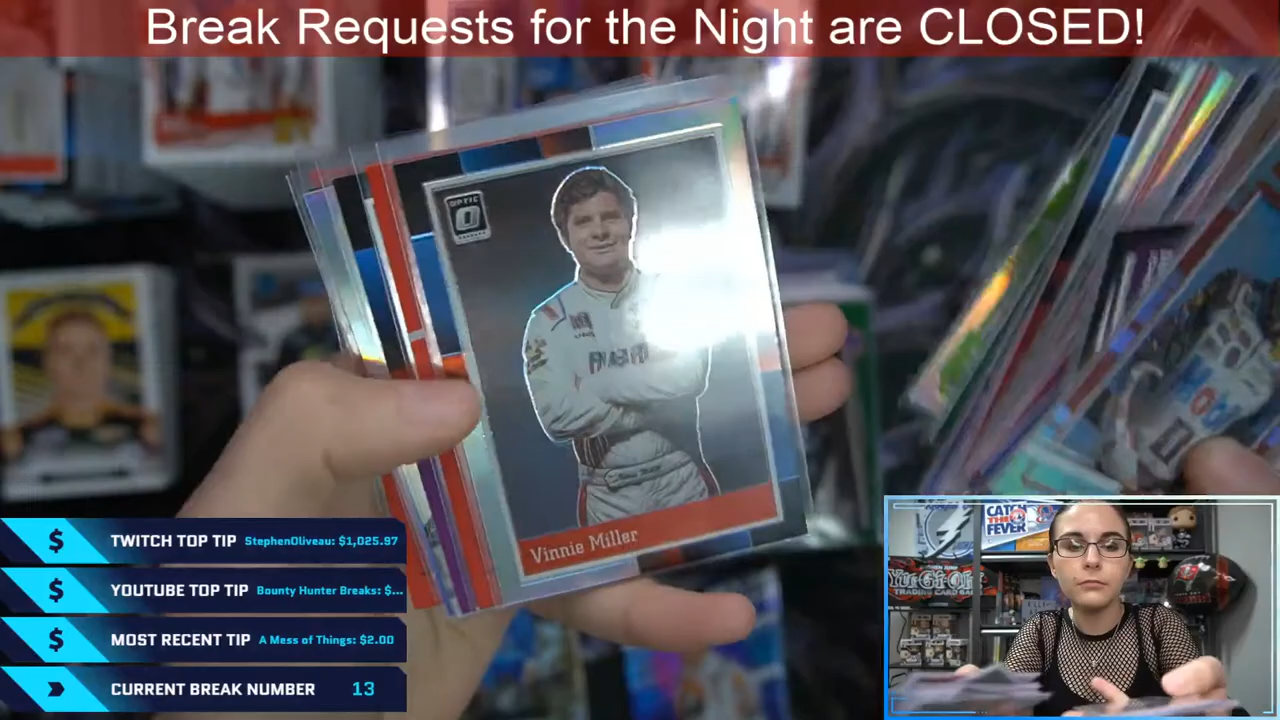 Break Requests for the Night are CLOSED!
OPTIC
Vinnie Miller
CATCH
THE
FEVER
Yu-Gi-Oh!
TRADING CARD GA
$ TWITCH TOP TIP StephenOliveau: $1,025.97
$ YOUTUBE TOP TIP Bounty Hunter Breaks: $...
$ MOST RECENT TIP A Mess of Things: $2.00
CURRENT BREAK NUMBER 13